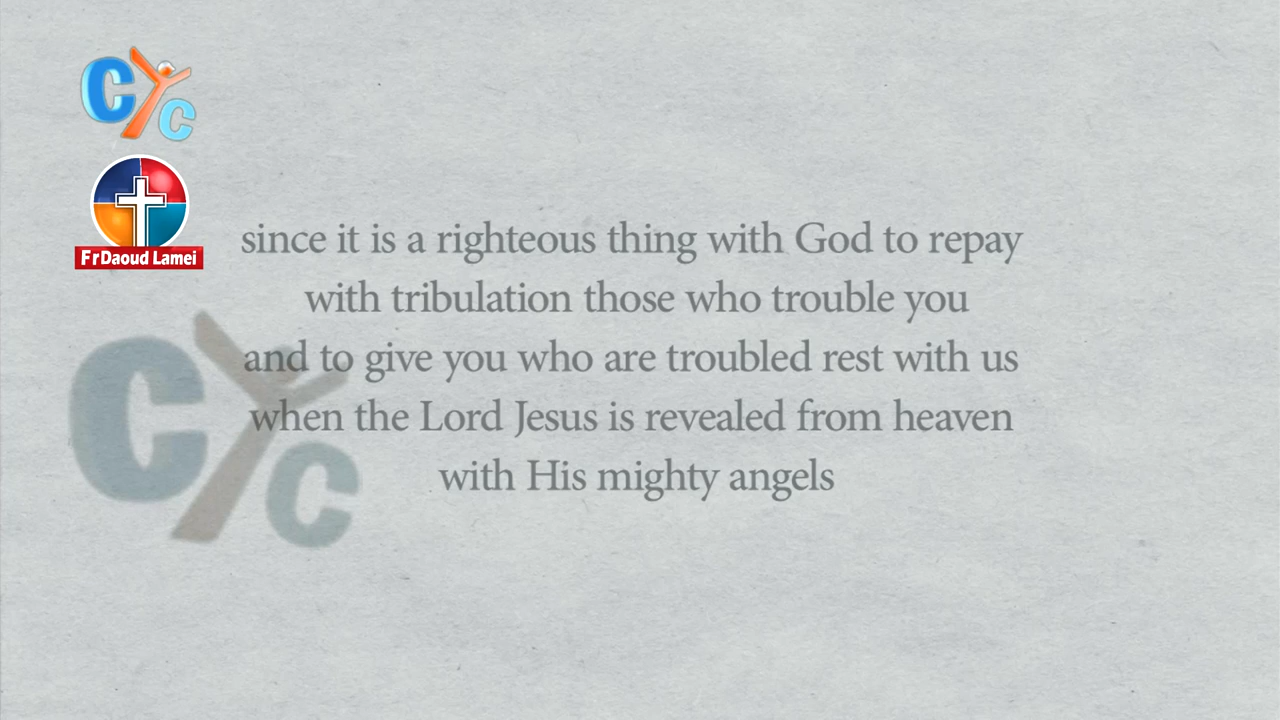 CYC
FrDaoud Lamei
since it is a righteous thing with God to repay
with tribulation those who trouble you
and to give you who are troubled rest with us
when the Lord Jesus is revealed from heaven
with His mighty angels
CYC